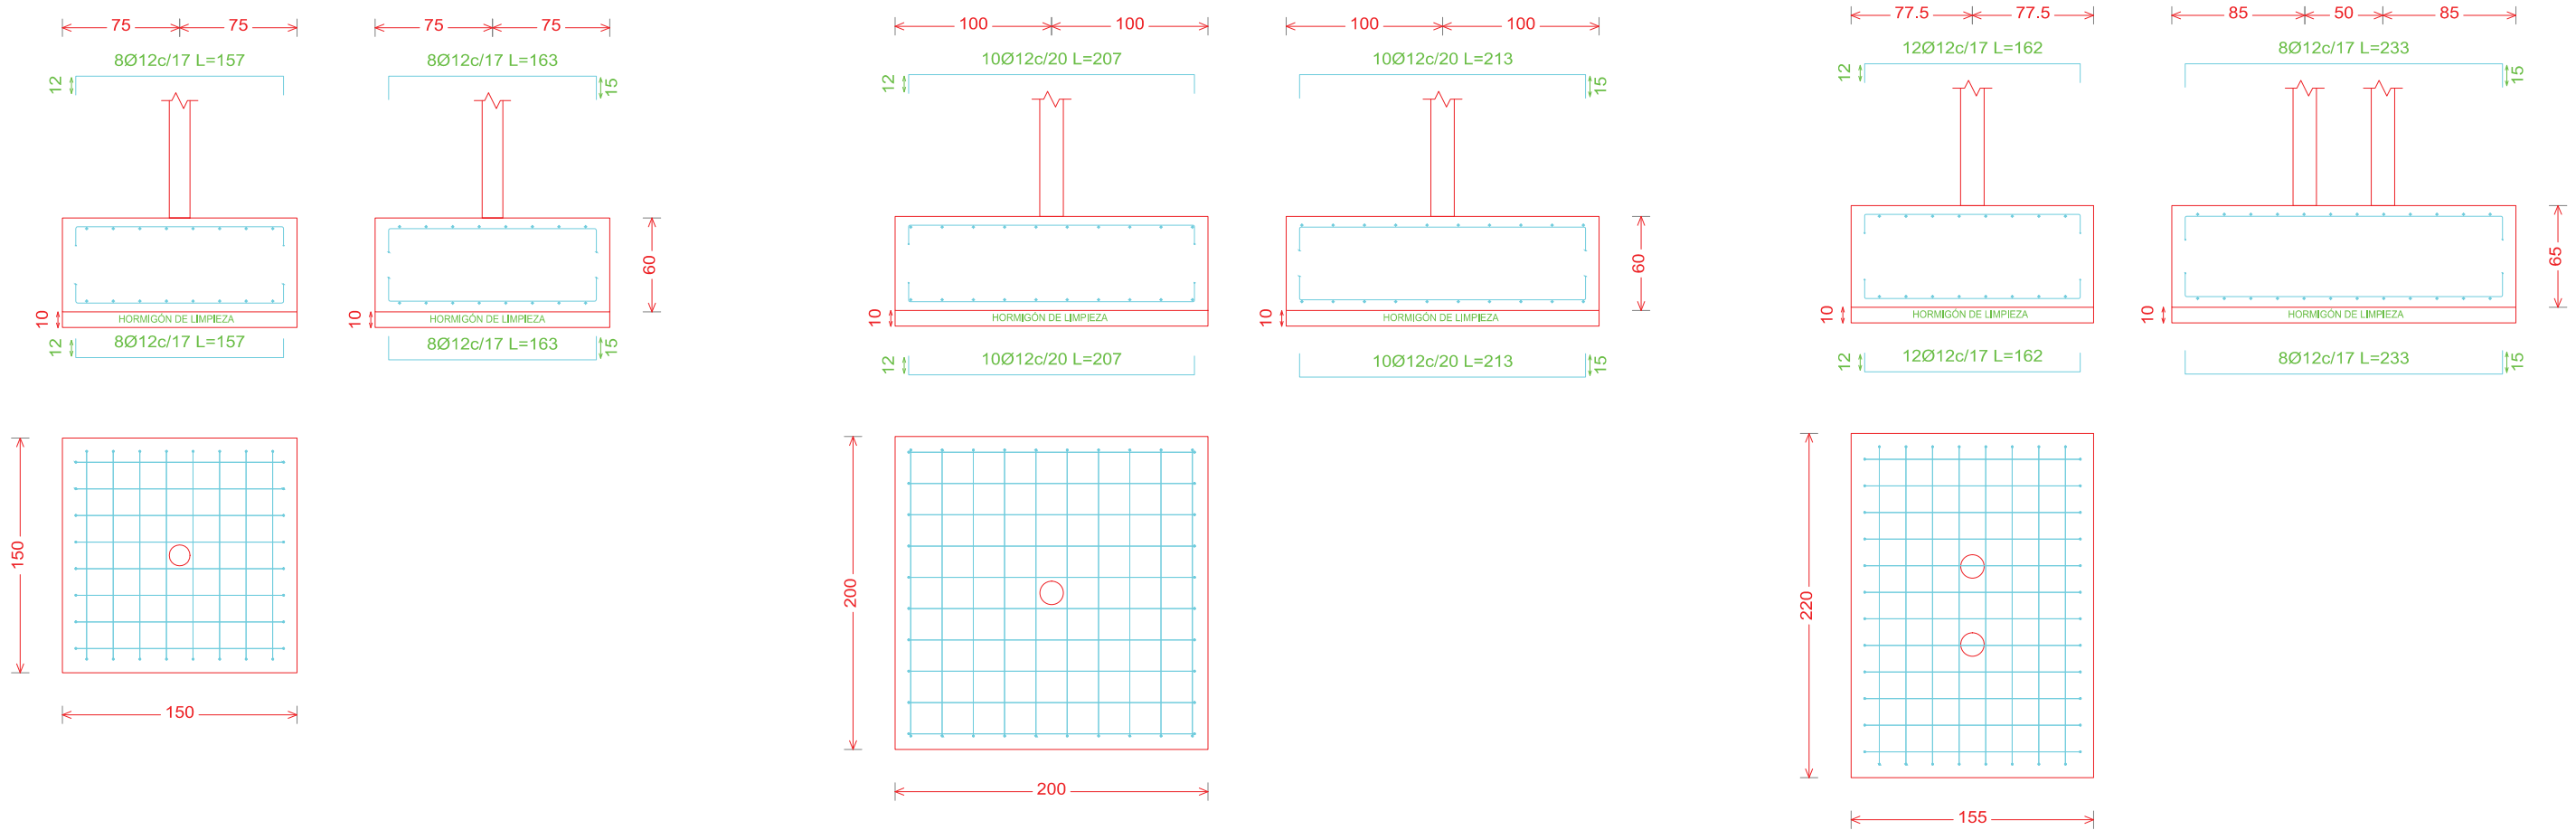 75 75
8Ø12c/17 L=157
12
10
HORMIGÓN DE LIMPIEZA
8Ø12c/17 L=157
12
150
150
75 75
8Ø12c/17 L=163
15
60
10
HORMIGÓN DE LIMPIEZA
8Ø12c/17 L=163
15
100 100
10Ø12c/20 L=207
12
10
HORMIGÓN DE LIMPIEZA
10Ø12c/20 L=207
12
200
200
100 100
10Ø12c/20 L=213
15
60
10
HORMIGÓN DE LIMPIEZA
10Ø12c/20 L=213
15
77.5 77.5
12Ø12c/17 L=162
12
10
HORMIGÓN DE LIMPIEZA
12Ø12c/17 L=162
12
220
155
85 50 85
8Ø12c/17 L=233
15
65
10
HORMIGÓN DE LIMPIEZA
8Ø12c/17 L=233
15